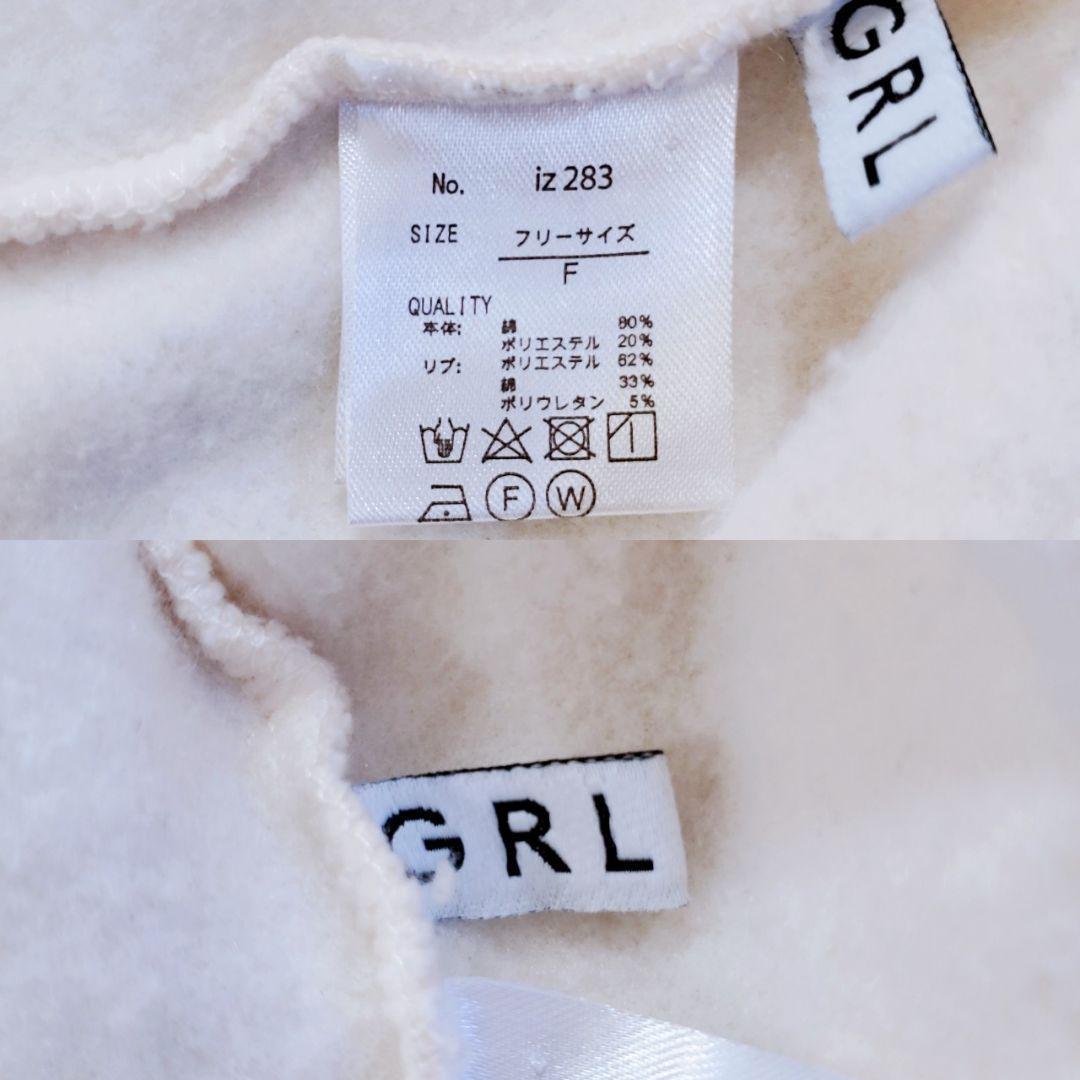 GRL
No. iz 283
SIZE フリーサイズ
F
QUALITY
本体: 綿 80%
ポリエステル 20%
リブ: ポリエステル 62%
綿 33%
ポリウレタン 5%
F W
GRL